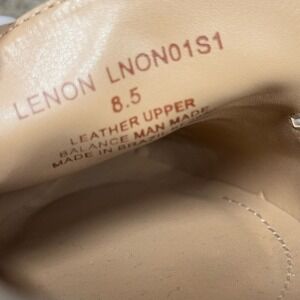 LENON LNON01S1
8.5
LEATHER UPPER
BALANCE MAN MADE
MADE IN BRAZIL